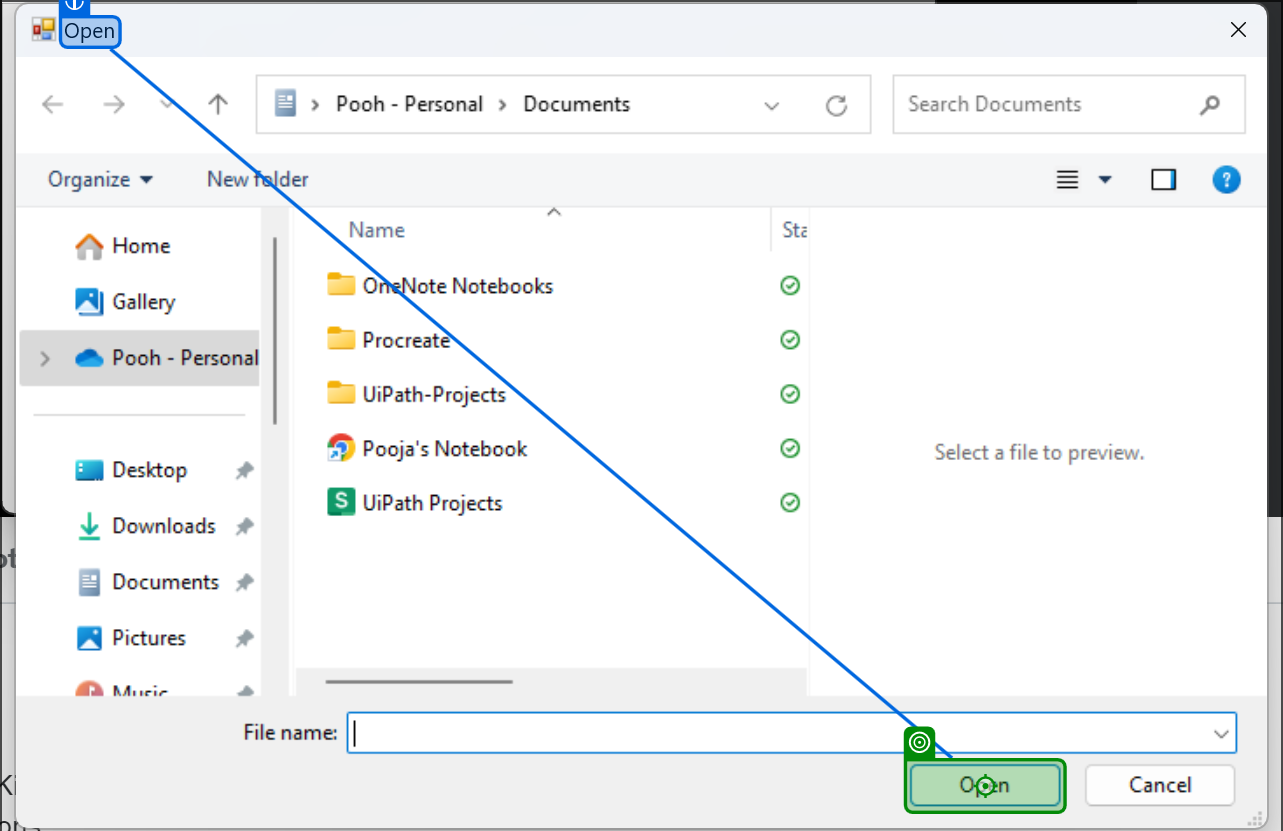 Open
Pooh - Personal > Documents
Search Documents
Organize
New folder
Name
Sta
Home
Gallery
Pooh - Personal
OneNote Notebooks
Procreate
UiPath-Projects
Pooja's Notebook
UiPath Projects
Select a file to preview.
Desktop
Downloads
Documents
Pictures
Music
File name:
Open
Cancel